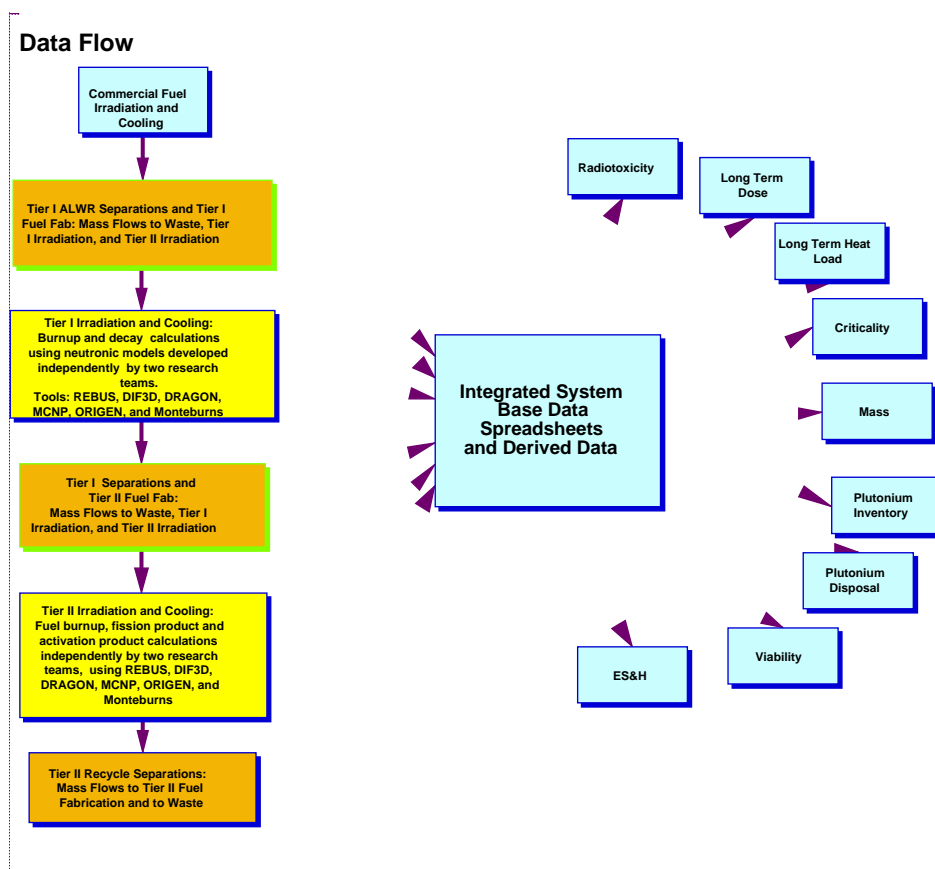 Data Flow
Commercial Fuel
Irradiation and
Cooling
Tier I ALWR Separations and Tier I
Fuel Fab: Mass Flows to Waste, Tier
I Irradiation, and Tier II Irradiation
Tier I Irradiation and Cooling:
Burnup and decay calculations
using neutronic models developed
independently by two research
teams.
Tools: REBUS, DIF3D, DRAGON,
MCNP, ORIGEN, and Monteburns
Tier I Separations and
Tier II Fuel Fab:
Mass Flows to Waste, Tier I
Irradiation, and Tier II Irradiation
Tier II Irradiation and Cooling:
Fuel burnup, fission product and
activation product calculations
independently by two research
teams, using REBUS, DIF3D,
DRAGON, MCNP, ORIGEN, and
Monteburns
Tier II Recycle Separations:
Mass Flows to Tier II Fuel
Fabrication and to Waste
Integrated System
Base Data
Spreadsheets
and Derived Data
Radiotoxicity
Long Term
Dose
Long Term Heat
Load
Criticality
Mass
Plutonium
Inventory
Plutonium
Disposal
Viability
ES&H